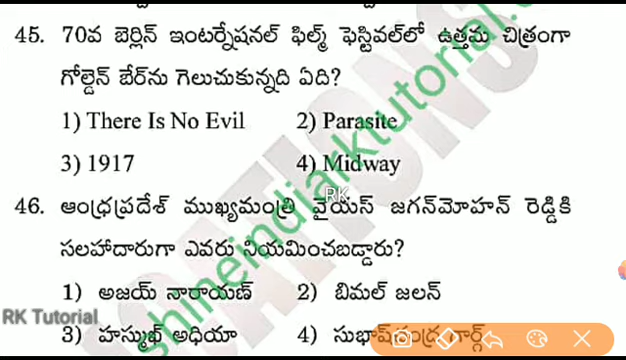 45. 70వ బెర్లిన్ ఇంటర్నేషనల్ ఫిల్మ్ ఫెస్టివల్‌లో ఉత్తమ చిత్రంగా
గోల్డెన్ బేర్‌ను గెలుచుకున్నది ఏది?
1) There Is No Evil 2) Parasite
3) 1917 4) Midway
RK
46. ఆంధ్రప్రదేశ్ ముఖ్యమంత్రి వైయస్ జగన్‌మోహన్ రెడ్డికి
సలహాదారుగా ఎవరు నియమించబడ్డారు?
1) అజయ్ నారాయణ్ 2) బిమల్ జలన్
RK Tutorial
3) హస్ముఖ్ అధియా 4) సుభాష్‌చంద్ర గార్గ్
shineindiarktutorial.